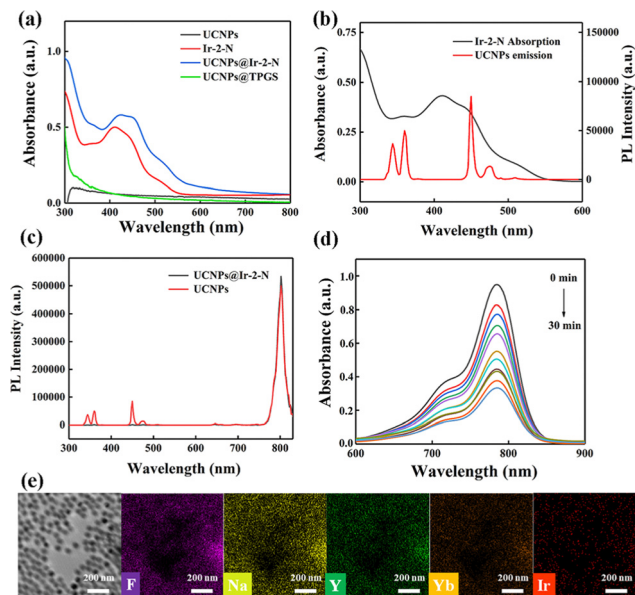 (a)
UCNPs
Ir-2-N
UCNPs@Ir-2-N
UCNPs@TPGS
Absorbance (a.u.)
1.0
0.5
0.0
300 400 500 600 700 800
Wavelength (nm)
(b)
Ir-2-N Absorption
UCNPs emission
Absorbance (a.u.)
0.75
0.50
0.25
0.00
150000
100000
50000
0
PL Intensity (a.u.)
300 400 500 600
Wavelength (nm)
(c)
UCNPs@Ir-2-N
UCNPs
PL Intensity (a.u.)
600000
500000
400000
300000
200000
100000
0
300 400 500 600 700 800
Wavelength (nm)
(d)
0 min
30 min
Absorbance (a.u.)
1.0
0.8
0.6
0.4
0.2
0.0
600 700 800 900
Wavelength (nm)
(e)
200 nm
F 200 nm
Na 200 nm
Y 200 nm
Yb 200 nm
Ir 200 nm